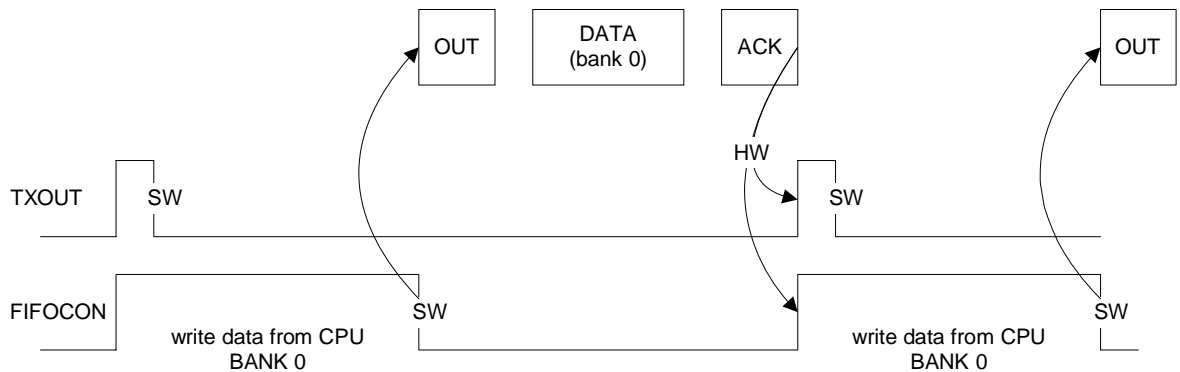 OUT
DATA
(bank 0)
ACK
OUT
HW
TXOUT
SW
SW
FIFOCON
SW
SW
write data from CPU
BANK 0
write data from CPU
BANK 0